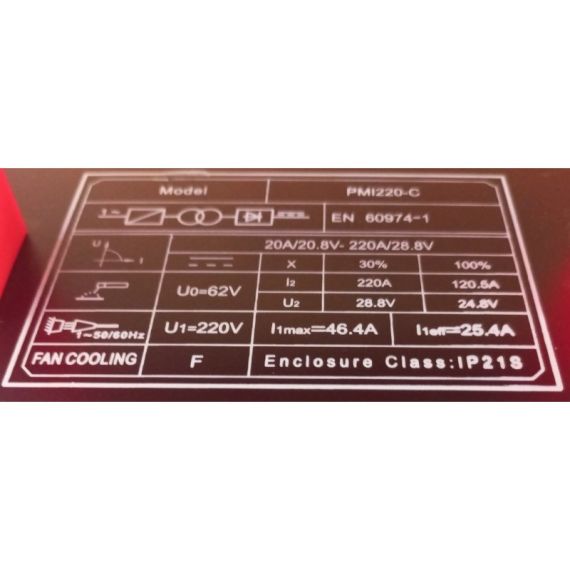 Model PMI220-C
1~ EN 60974-1
U I 20A/20.8V- 220A/28.8V
X 30% 100%
U0=62V I2 220A 120.5A
U2 28.8V 24.8V
1~50/60Hz U1=220V I1max=46.4A I1eff=25.4A
FAN COOLING F Enclosure Class:IP21S